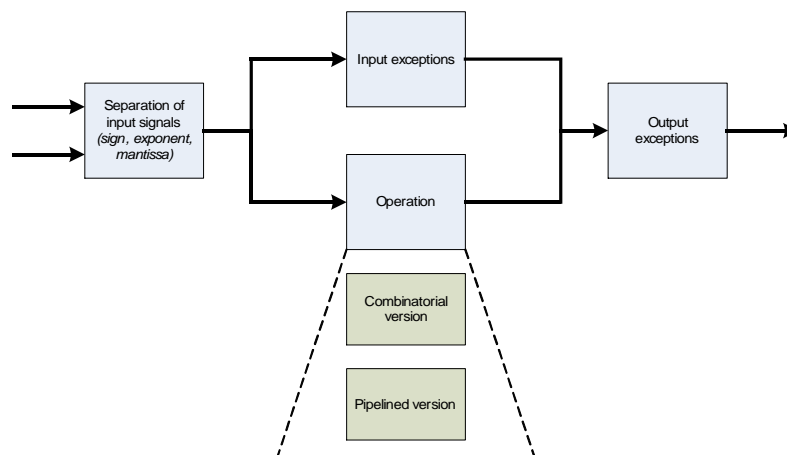 Input exceptions
Separation of
input signals
(sign, exponent,
mantissa)
Output
exceptions
Operation
Combinatorial
version
Pipelined version